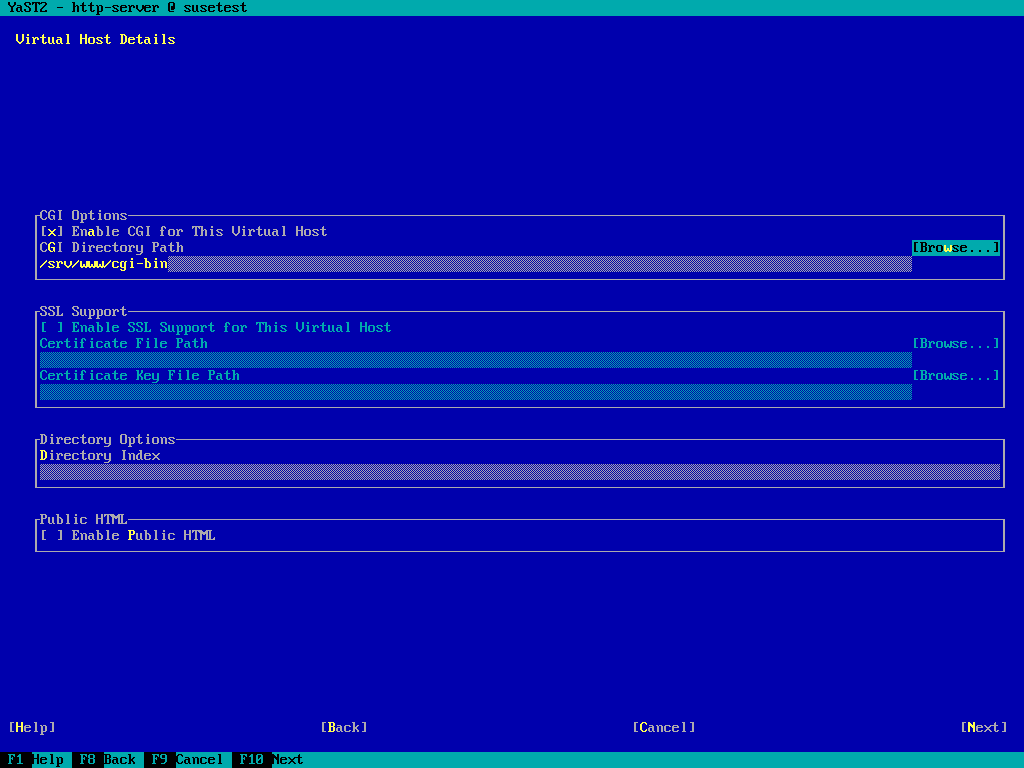 YaST2 - http-server @ susetest
Virtual Host Details
CGI Options
[x] Enable CGI for This Virtual Host
CGI Directory Path [Browse...]
/srv/www/cgi-bin
SSL Support
[ ] Enable SSL Support for This Virtual Host
Certificate File Path [Browse...]
Certificate Key File Path [Browse...]
Directory Options
Directory Index
Public HTML
[ ] Enable Public HTML
[Help] [Back] [Cancel] [Next]
F1 Help F8 Back F9 Cancel F10 Next